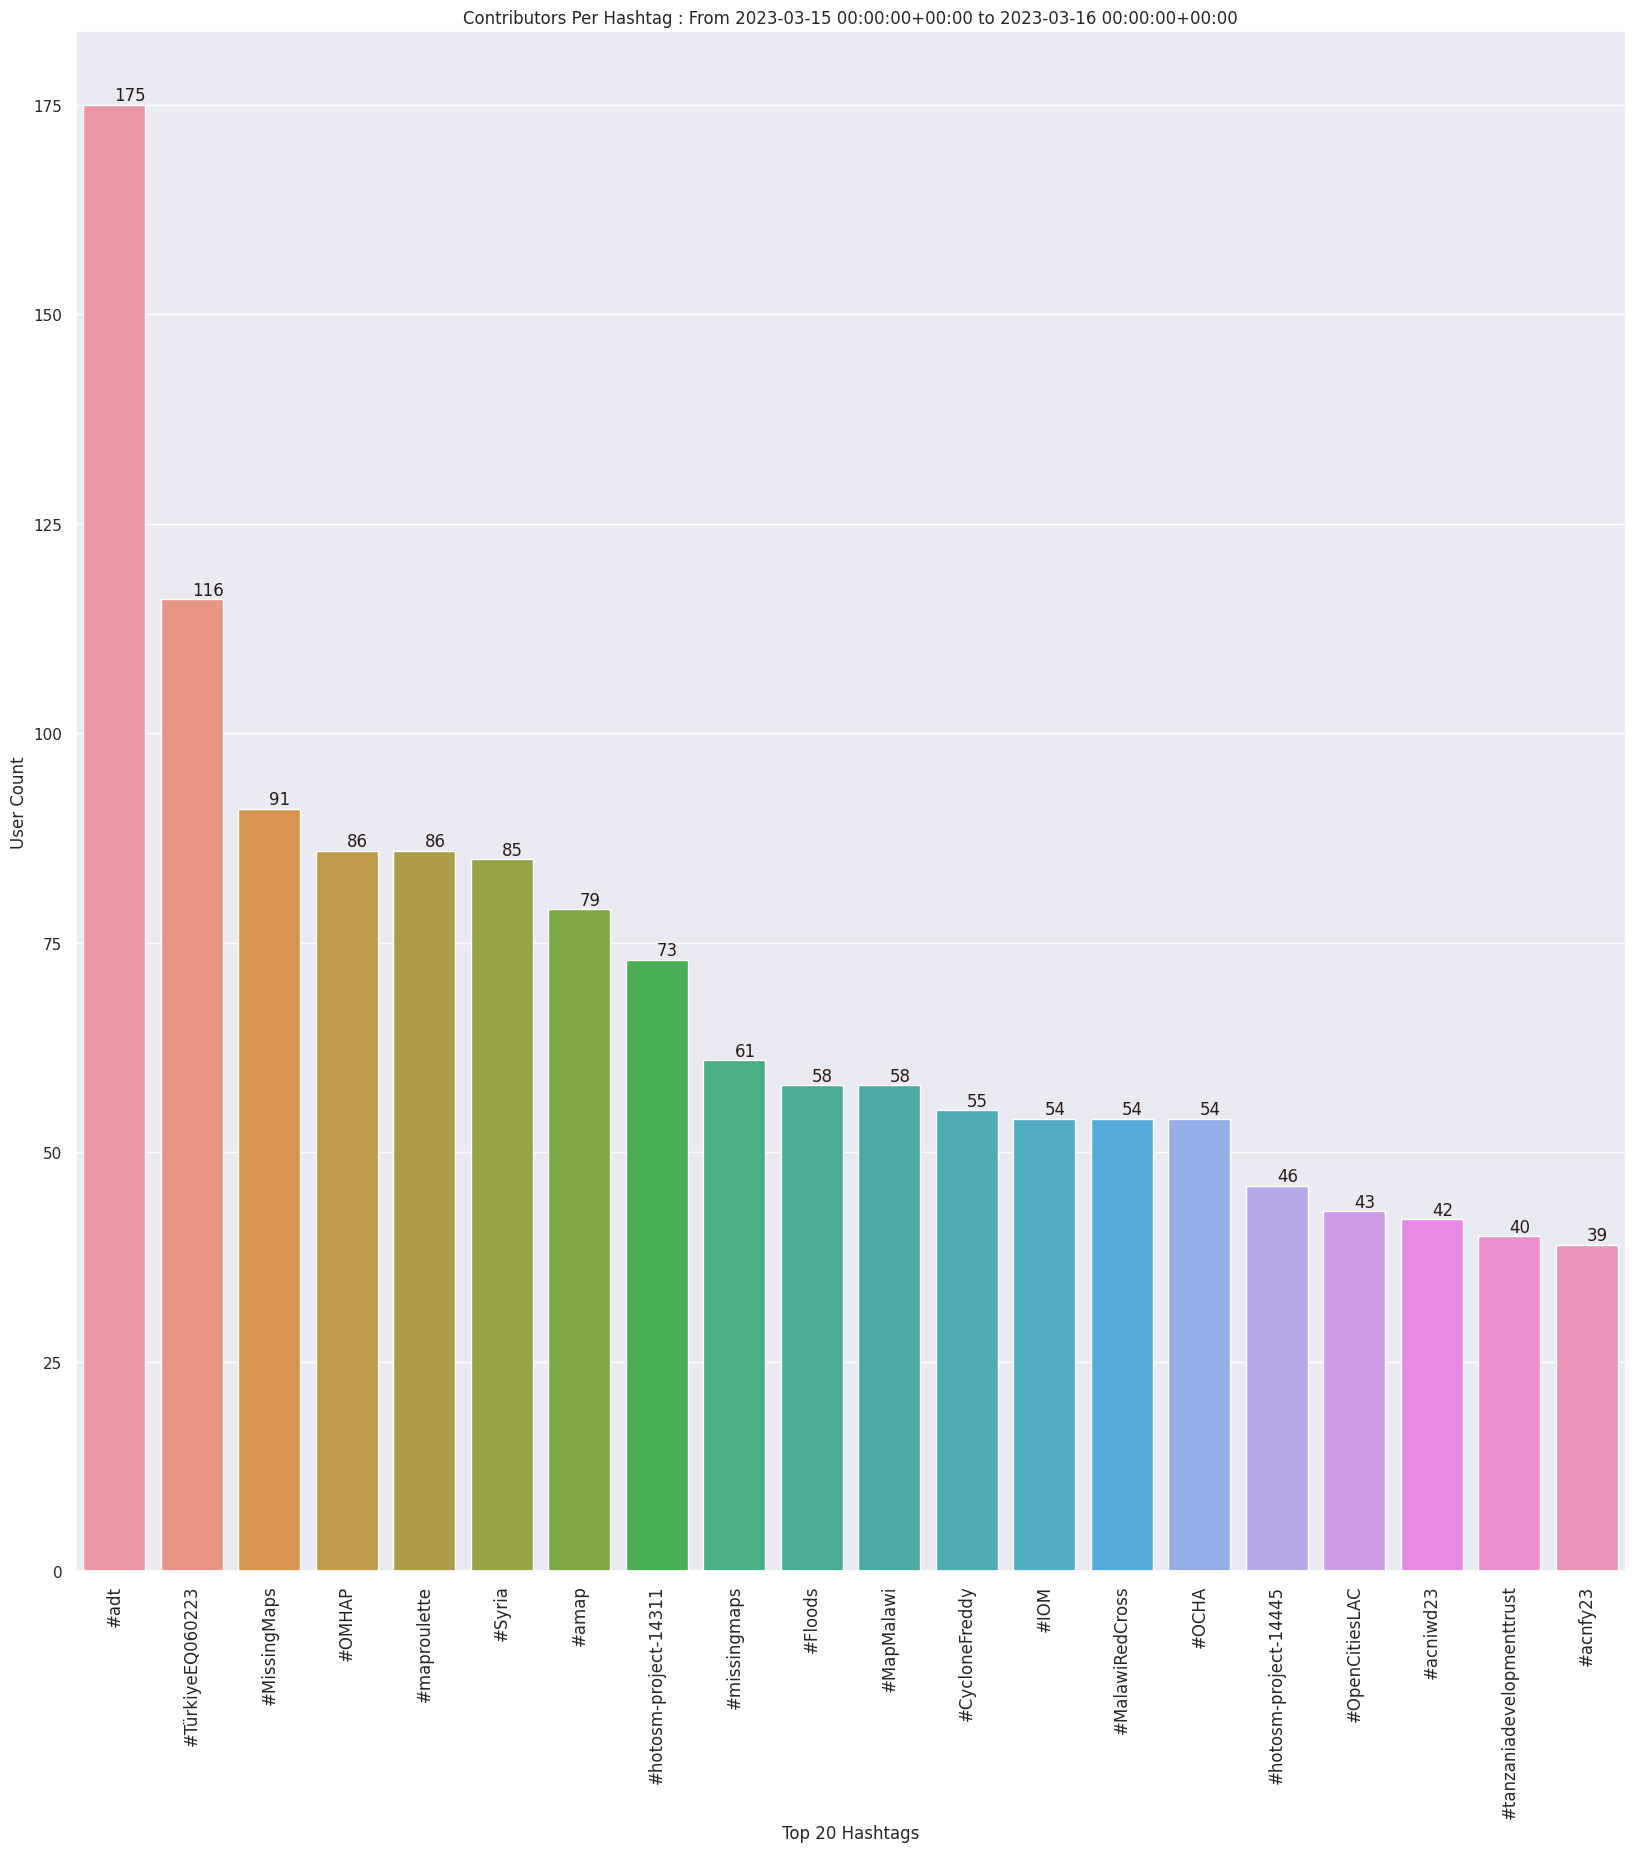 Contributors Per Hashtag : From 2023-03-15 00:00:00+00:00 to 2023-03-16 00:00:00+00:00
User Count
175
150
125
100
75
50
25
0
175
116
91
86
86
85
79
73
61
58
58
55
54
54
54
46
43
42
40
39
#adt
#TürkiyeEQ060223
#MissingMaps
#OMHAP
#maproulette
#Syria
#amap
#hotosm-project-14311
#missingmaps
#Floods
#MapMalawi
#CycloneFreddy
#IOM
#MalawiRedCross
#OCHA
#hotosm-project-14445
#OpenCitiesLAC
#acniwd23
#tanzaniadevelopmenttrust
#acnfy23
Top 20 Hashtags